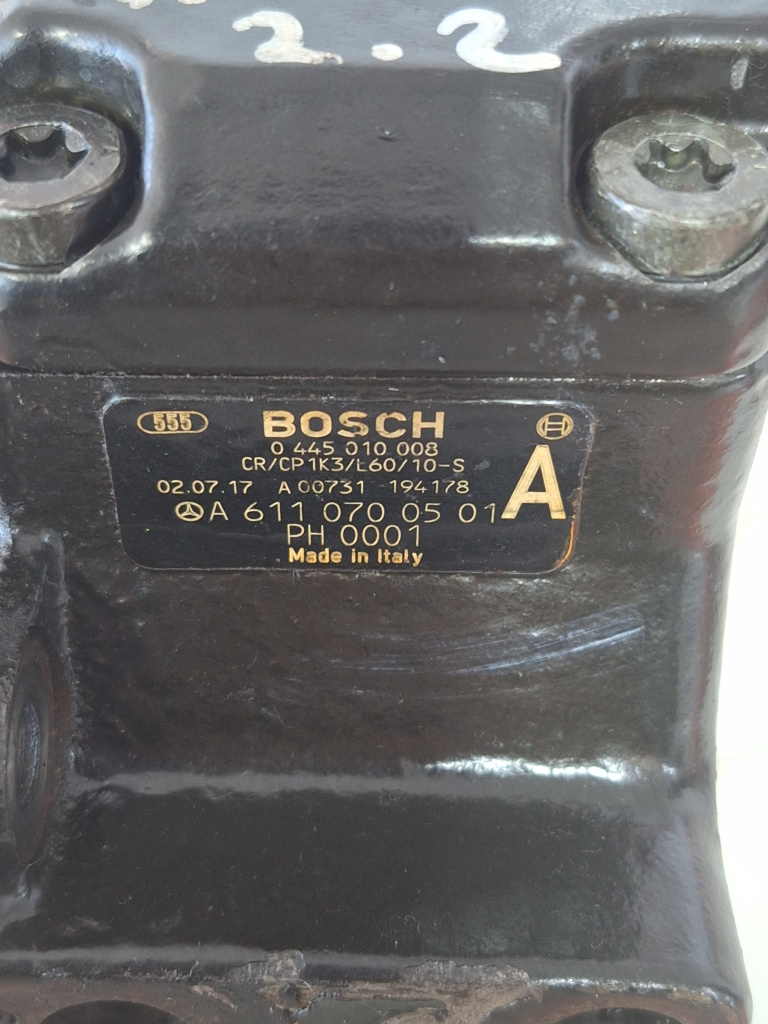 2.2
555 BOSCH
0 445 010 008
CR/CP1K3/L60/10-S
02.07.17 A 00731 194178
A 611 070 05 01 A
PH 0001
Made in Italy